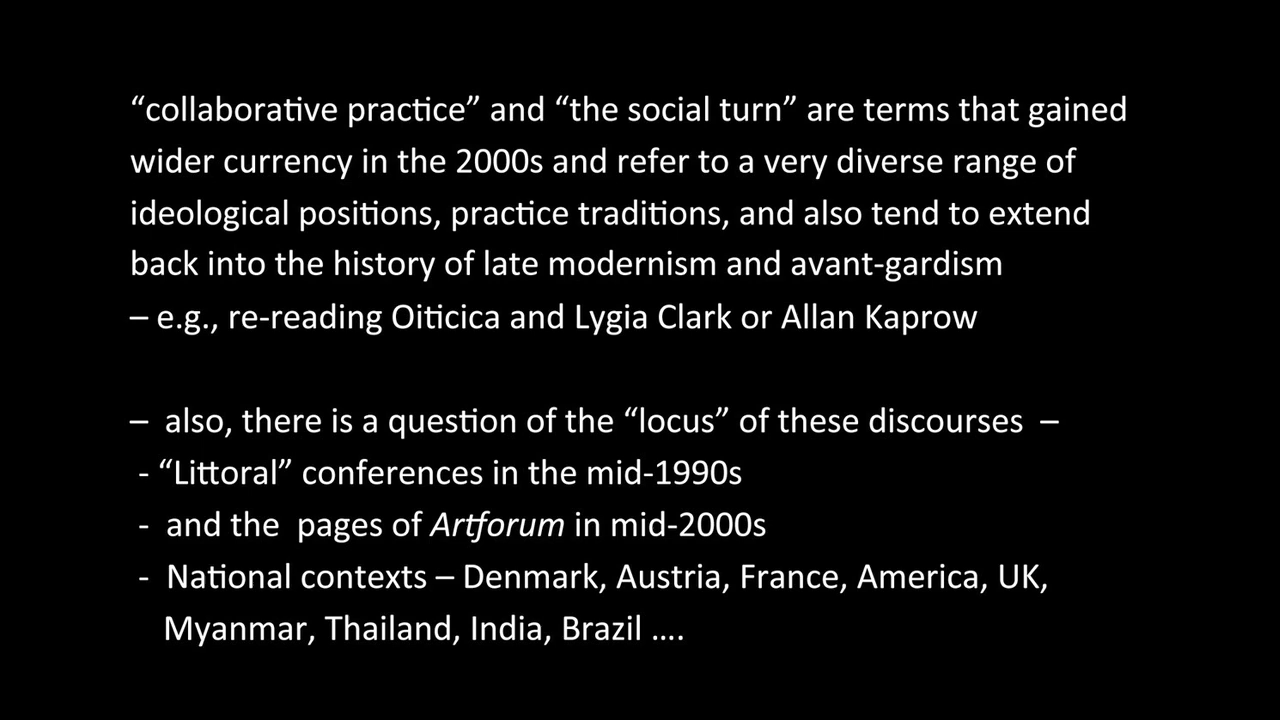 “collaborative practice” and “the social turn” are terms that gained
wider currency in the 2000s and refer to a very diverse range of
ideological positions, practice traditions, and also tend to extend
back into the history of late modernism and avant-gardism
– e.g., re-reading Oiticica and Lygia Clark or Allan Kaprow
– also, there is a question of the “locus” of these discourses –
- “Littoral” conferences in the mid-1990s
- and the pages of Artforum in mid-2000s
- National contexts – Denmark, Austria, France, America, UK,
Myanmar, Thailand, India, Brazil ….